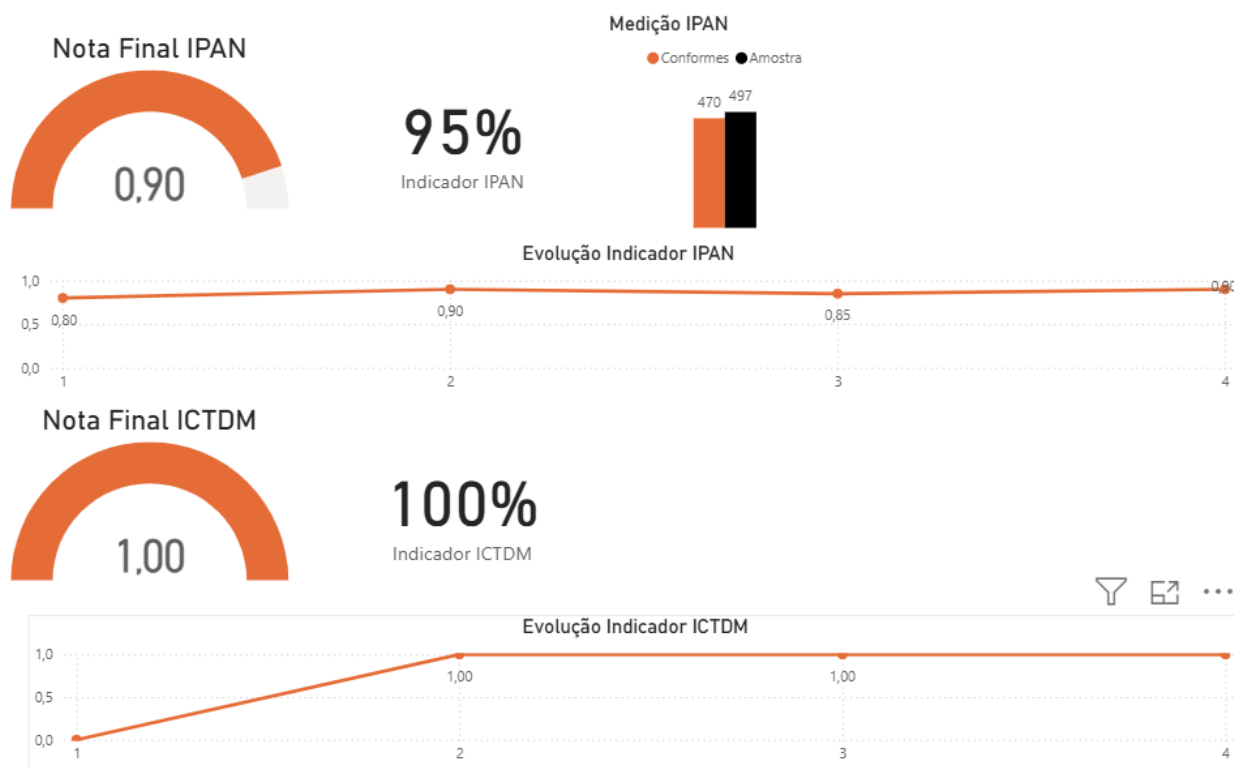 Nota Final IPAN
0,90
95%
Indicador IPAN
Medição IPAN
Conformes Amostra
470 497
Evolução Indicador IPAN
1,0
0,5
0,0
0,80
0,90
0,85
0,90
1 2 3 4
Nota Final ICTDM
1,00
100%
Indicador ICTDM
Evolução Indicador ICTDM
1,0
0,5
0,0
1,00
1,00
1 2 3 4